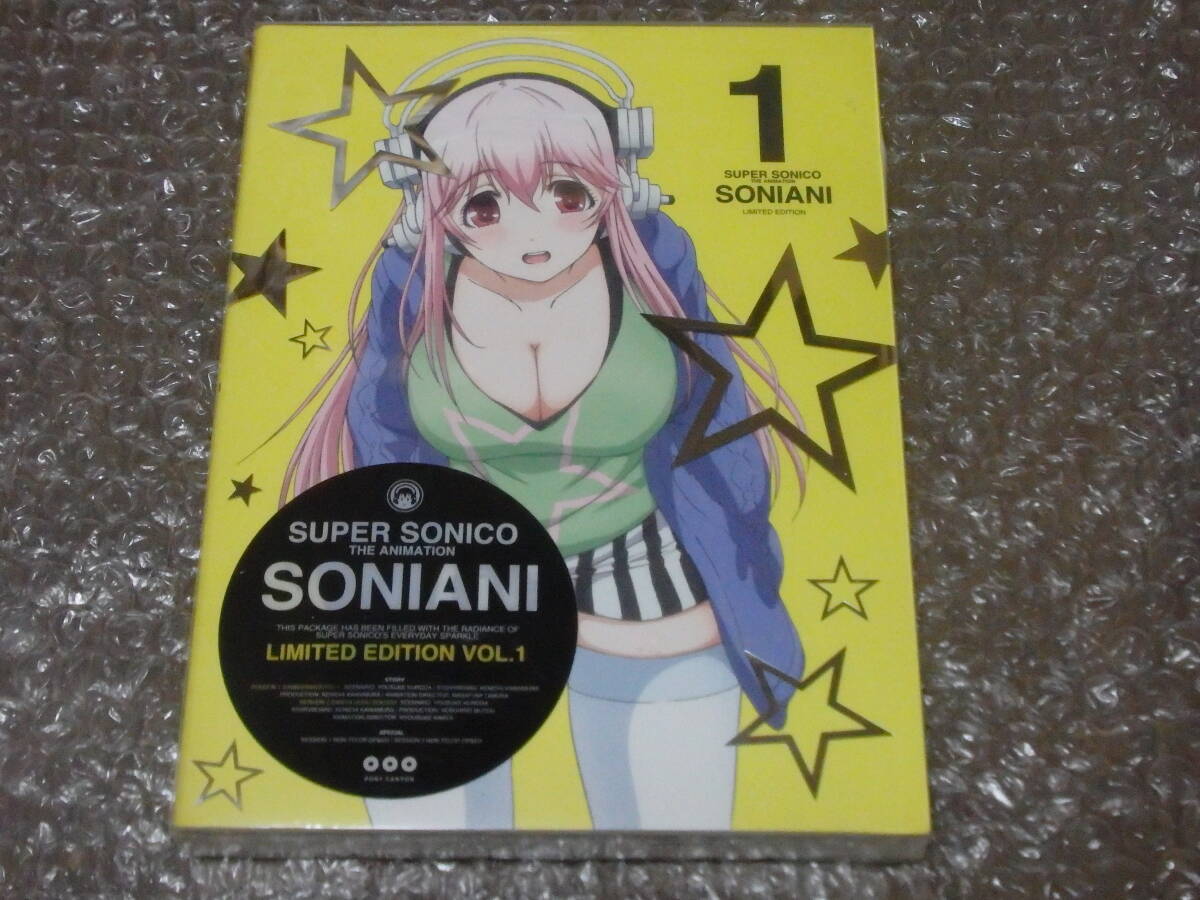 1
SUPER SONICO
THE ANIMATION
SONIANI
LIMITED EDITION
SUPER SONICO
THE ANIMATION
SONIANI
THIS PACKAGE HAS BEEN FILLED WITH THE RADIANCE OF
SUPER SONICO'S EVERYDAY SPARKLE
LIMITED EDITION VOL.1
STORY
SPECIAL
PONY CANYON